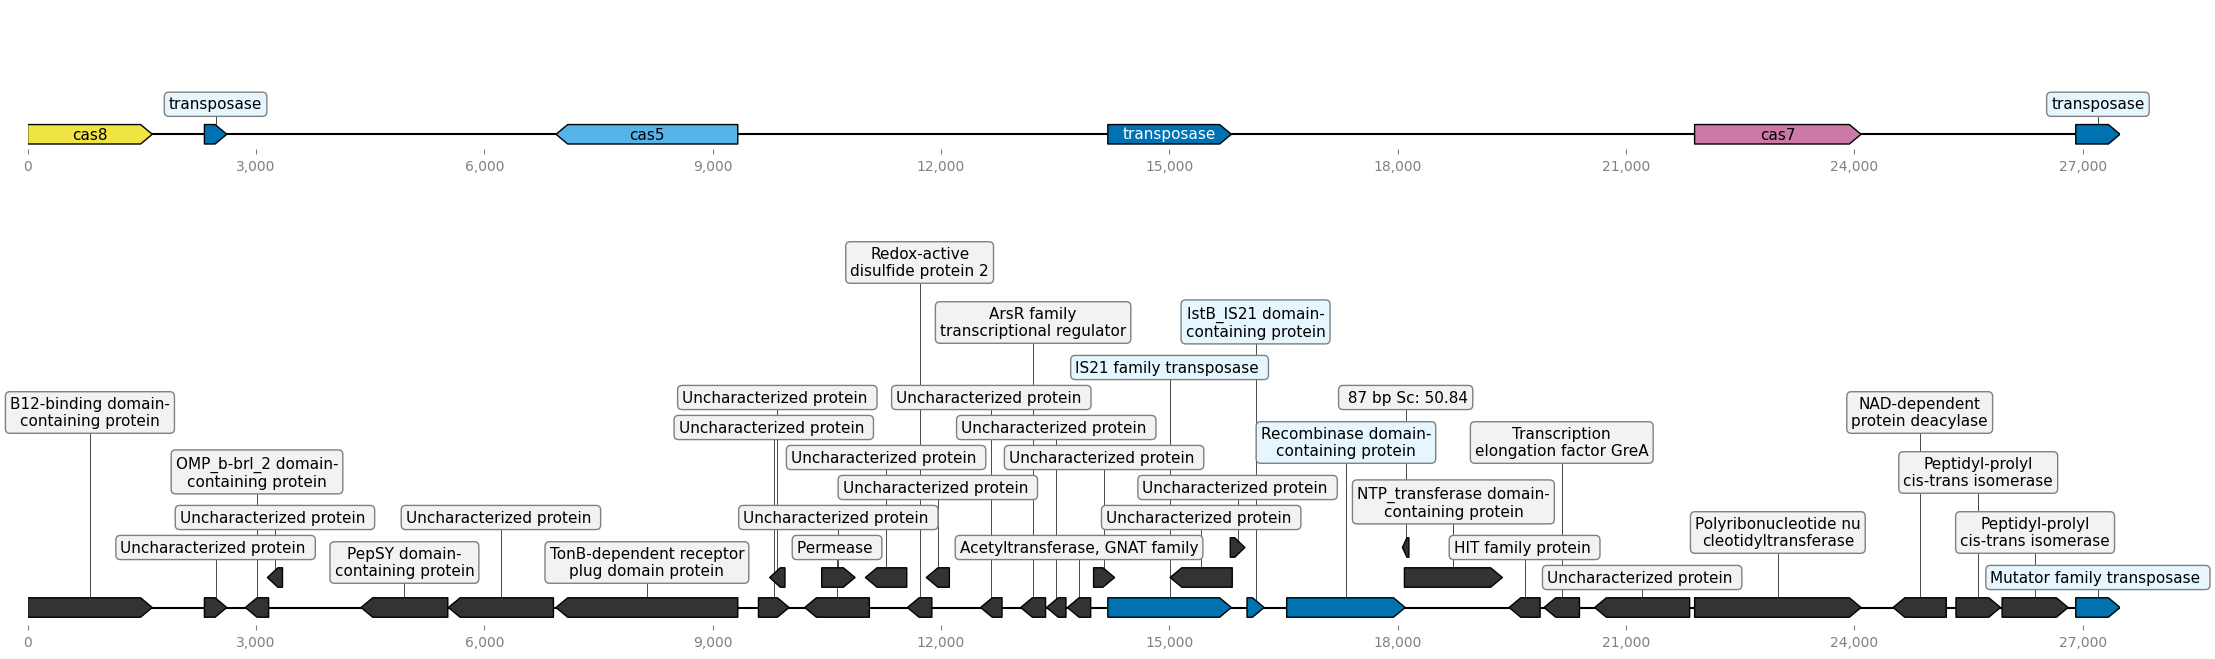 transposase
transposase
cas8
cas5
transposase
cas7
0
3,000
6,000
9,000
12,000
15,000
18,000
21,000
24,000
27,000
Redox-active
disulfide protein 2
ArsR family
transcriptional regulator
IstB_IS21 domain-
containing protein
IS21 family transposase
Uncharacterized protein
Uncharacterized protein
87 bp Sc: 50.84
B12-binding domain-
containing protein
NAD-dependent
protein deacylase
Uncharacterized protein
Uncharacterized protein
Recombinase domain-
containing protein
Transcription
elongation factor GreA
Uncharacterized protein
Uncharacterized protein
OMP_b-brl_2 domain-
containing protein
Peptidyl-prolyl
cis-trans isomerase
Uncharacterized protein
Uncharacterized protein
NTP_transferase domain-
containing protein
Uncharacterized protein
Uncharacterized protein
Uncharacterized protein
Uncharacterized protein
Polyribonucleotide nu
cleotidyltransferase
Peptidyl-prolyl
cis-trans isomerase
Uncharacterized protein
PepSY domain-
containing protein
TonB-dependent receptor
plug domain protein
Permease
Acetyltransferase, GNAT family
HIT family protein
Uncharacterized protein
Mutator family transposase
0
3,000
6,000
9,000
12,000
15,000
18,000
21,000
24,000
27,000